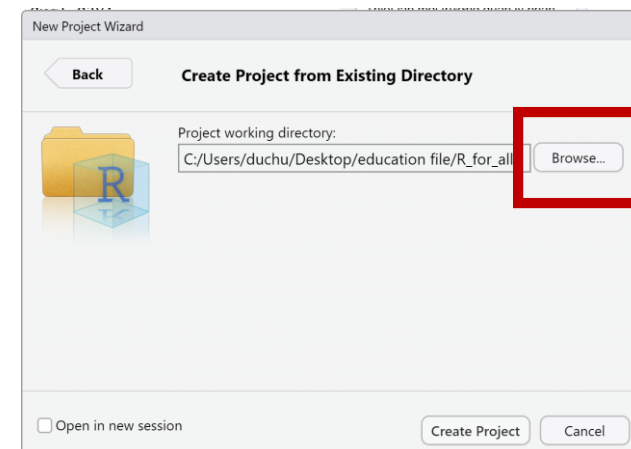 New Project Wizard
Back
Create Project from Existing Directory
Project working directory:
C:/Users/duchu/Desktop/education file/R_for_all
Browse...
R
Open in new session
Create Project
Cancel